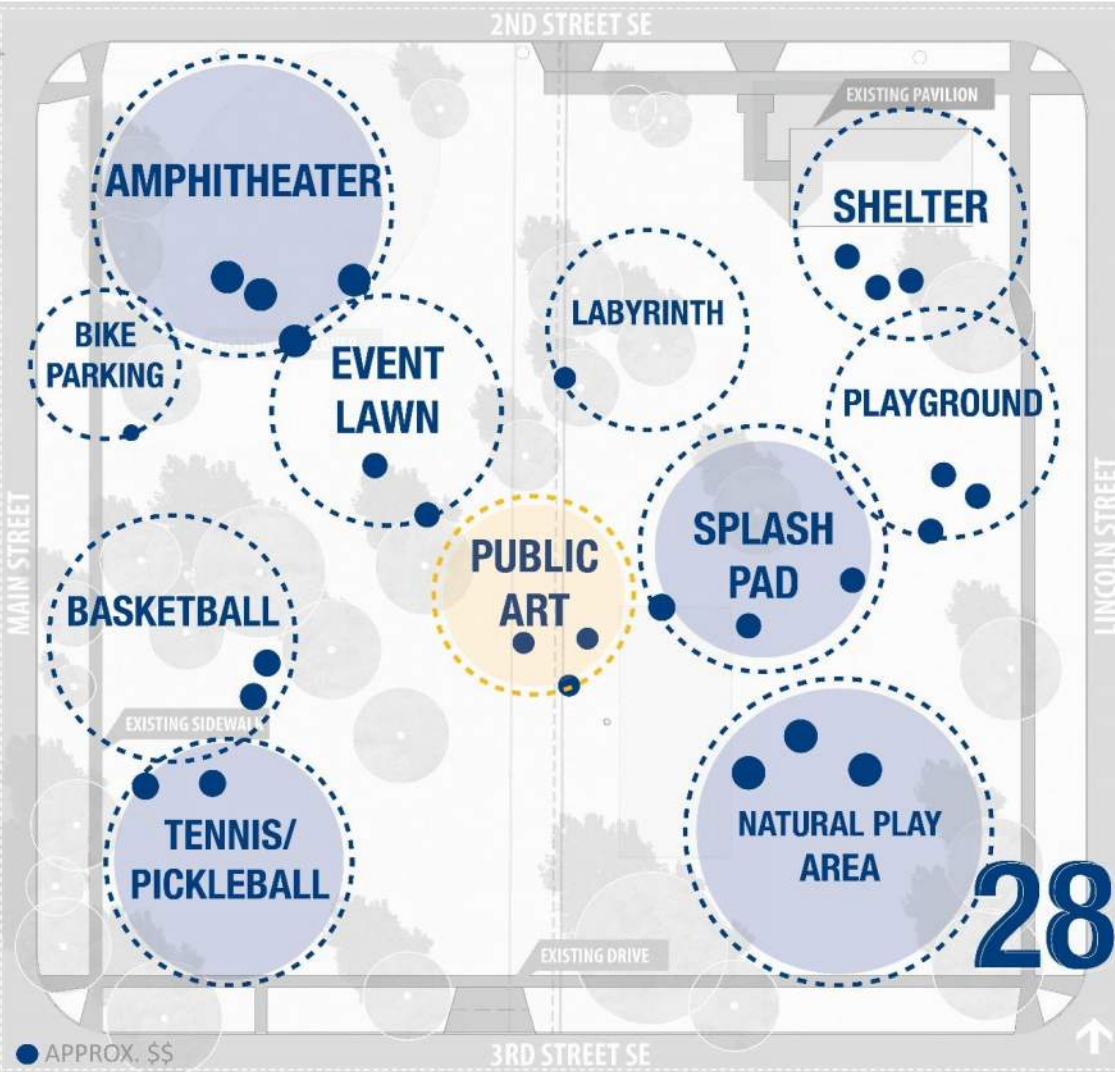 2ND STREET SE
EXISTING PAVILION
AMPHITHEATER
SHELTER
LABYRINTH
BIKE
PARKING
EVENT
LAWN
PLAYGROUND
MAIN STREET
LINCOLN STREET
SPLASH
PAD
PUBLIC
ART
BASKETBALL
EXISTING SIDEWALK
TENNIS/
PICKLEBALL
NATURAL PLAY
AREA
28
EXISTING DRIVE
APPROX. $$
3RD STREET SE